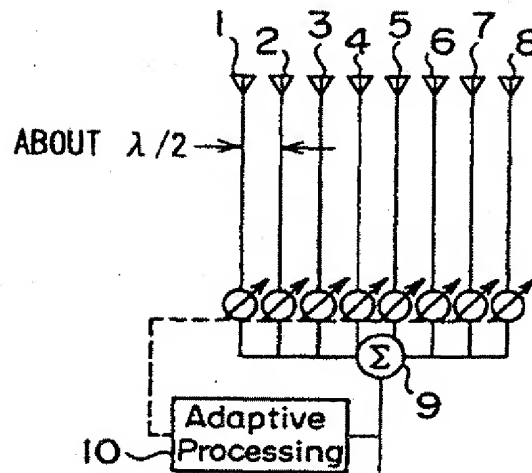 1 2 3 4 5 6 7 8
ABOUT λ/2
Σ
9
Adaptive
10 Processing